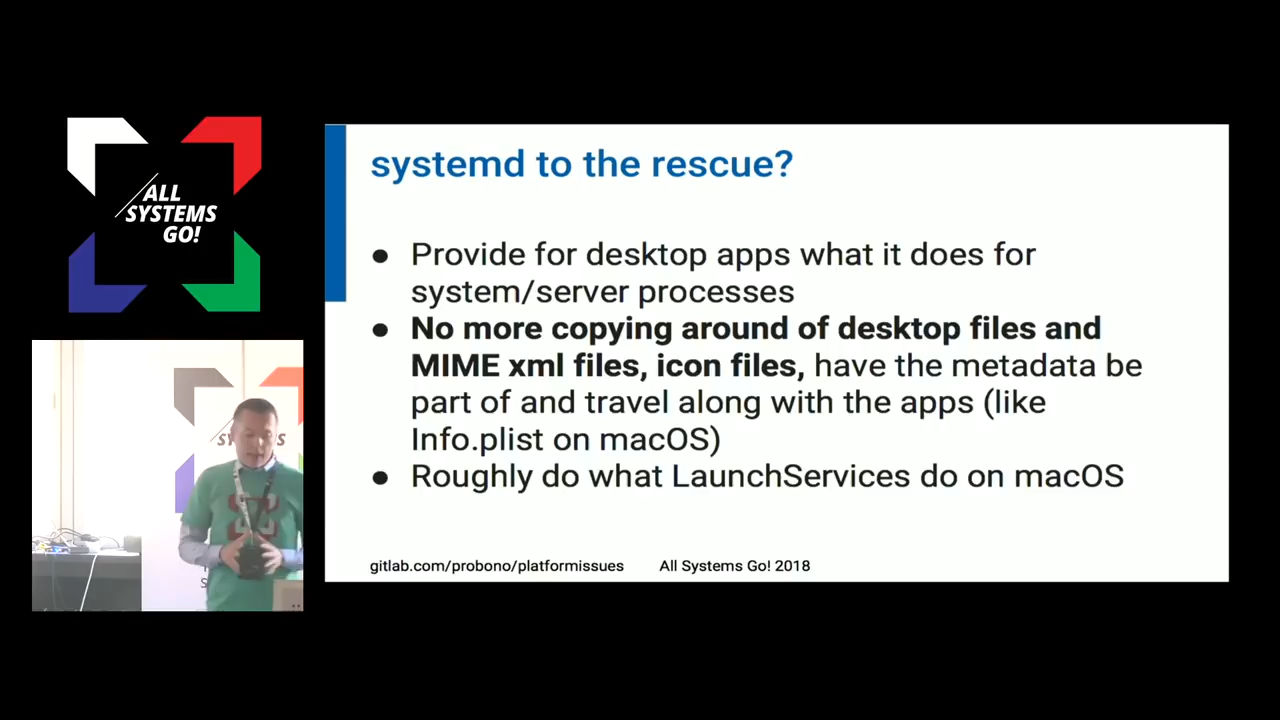 ALL
SYSTEMS
GO!
systemd to the rescue?
● Provide for desktop apps what it does for
system/server processes
● No more copying around of desktop files and
MIME xml files, icon files, have the metadata be
part of and travel along with the apps (like
Info.plist on macOS)
● Roughly do what LaunchServices do on macOS
gitlab.com/probono/platformissues All Systems Go! 2018